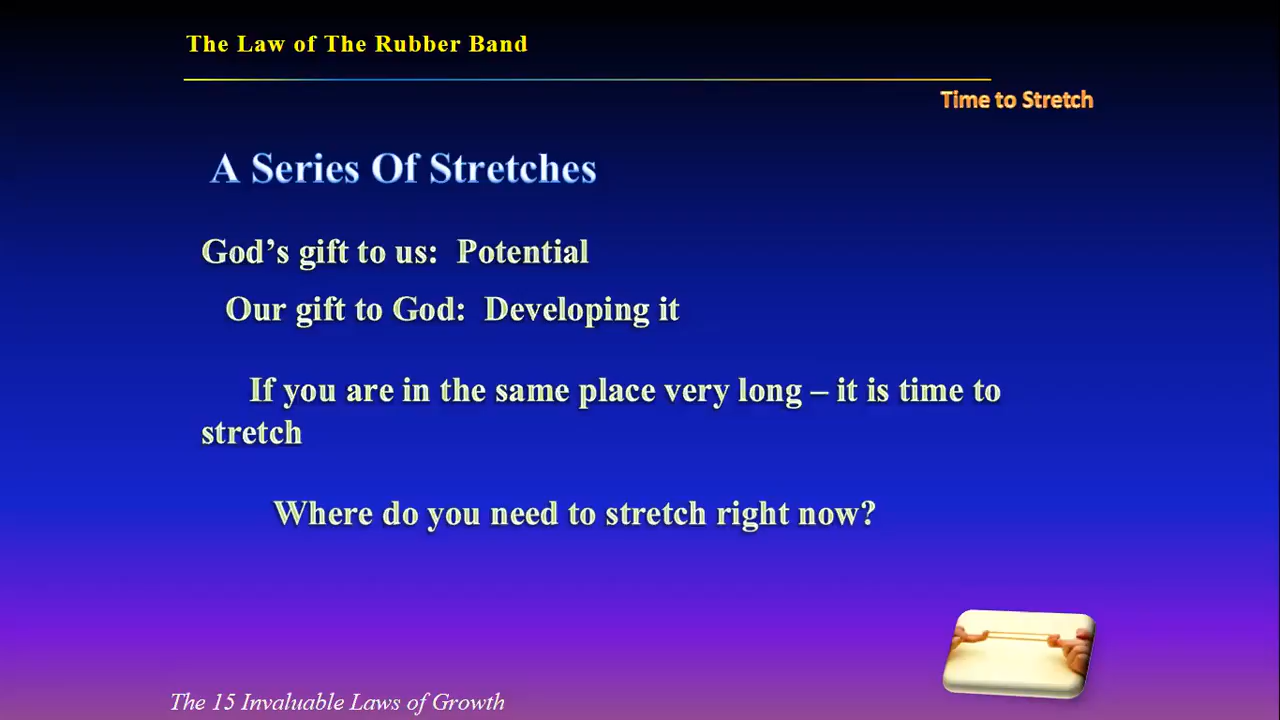 The Law of The Rubber Band
Time to Stretch
A Series Of Stretches
God’s gift to us:  Potential
Our gift to God:  Developing it
If you are in the same place very long – it is time to
stretch
Where do you need to stretch right now?
The 15 Invaluable Laws of Growth